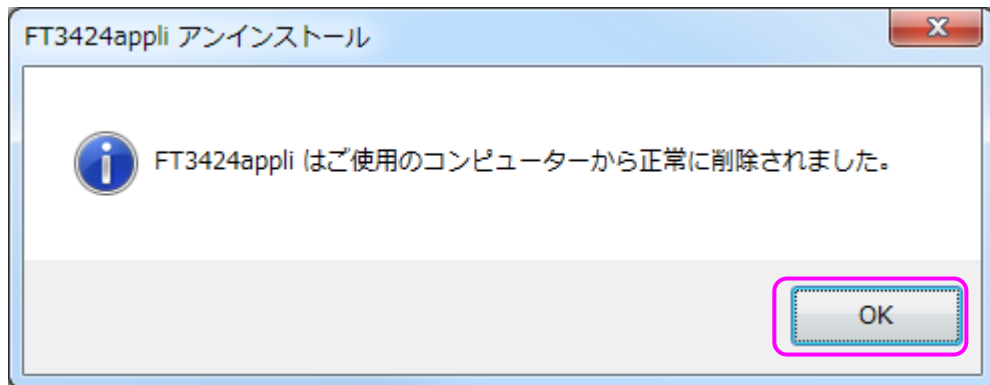 FT3424appli アンインストール
FT3424appli はご使用のコンピューターから正常に削除されました。
OK